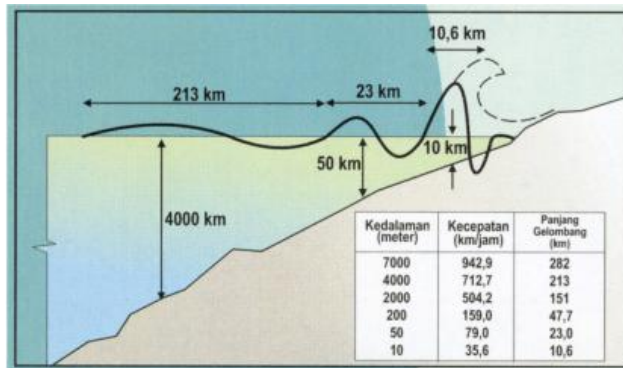 10,6 km
213 km
23 km
50 km
10 km
4000 km
Kedalaman (meter) Kecepatan (km/jam) Panjang Gelombang (km)
7000 942,9 282
4000 712,7 213
2000 504,2 151
200 159,0 47,7
50 79,0 23,0
10 35,6 10,6